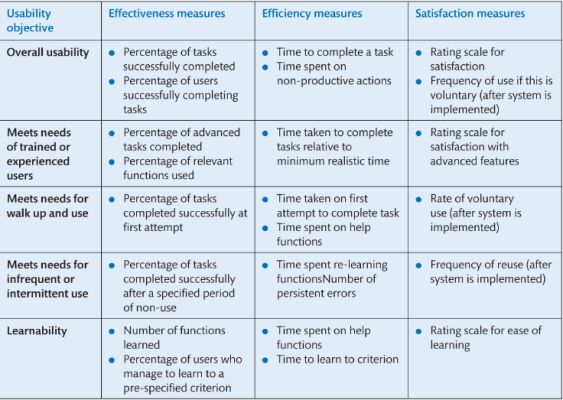 Usability objective
Effectiveness measures
Efficiency measures
Satisfaction measures
Overall usability
● Percentage of tasks
successfully completed
● Percentage of users
successfully completing
tasks
● Time to complete a task
● Time spent on
non-productive actions
● Rating scale for
satisfaction
● Frequency of use if this is
voluntary (after system is
implemented)
Meets needs
of trained or
experienced
users
● Percentage of advanced
tasks completed
● Percentage of relevant
functions used
● Time taken to complete
tasks relative to
minimum realistic time
● Rating scale for
satisfaction with
advanced features
Meets needs for
walk up and use
● Percentage of tasks
completed successfully at
first attempt
● Time taken on first
attempt to complete task
● Time spent on help
functions
● Rate of voluntary
use (after system is
implemented)
Meets needs for
infrequent or
intermittent use
● Percentage of tasks
completed successfully
after a specified period
of non-use
● Time spent re-learning
functionsNumber of
persistent errors
● Frequency of reuse (after
system is implemented)
Learnability
● Number of functions
learned
● Percentage of users who
manage to learn to a
pre-specified criterion
● Time spent on help
functions
● Time to learn to criterion
● Rating scale for ease of
learning